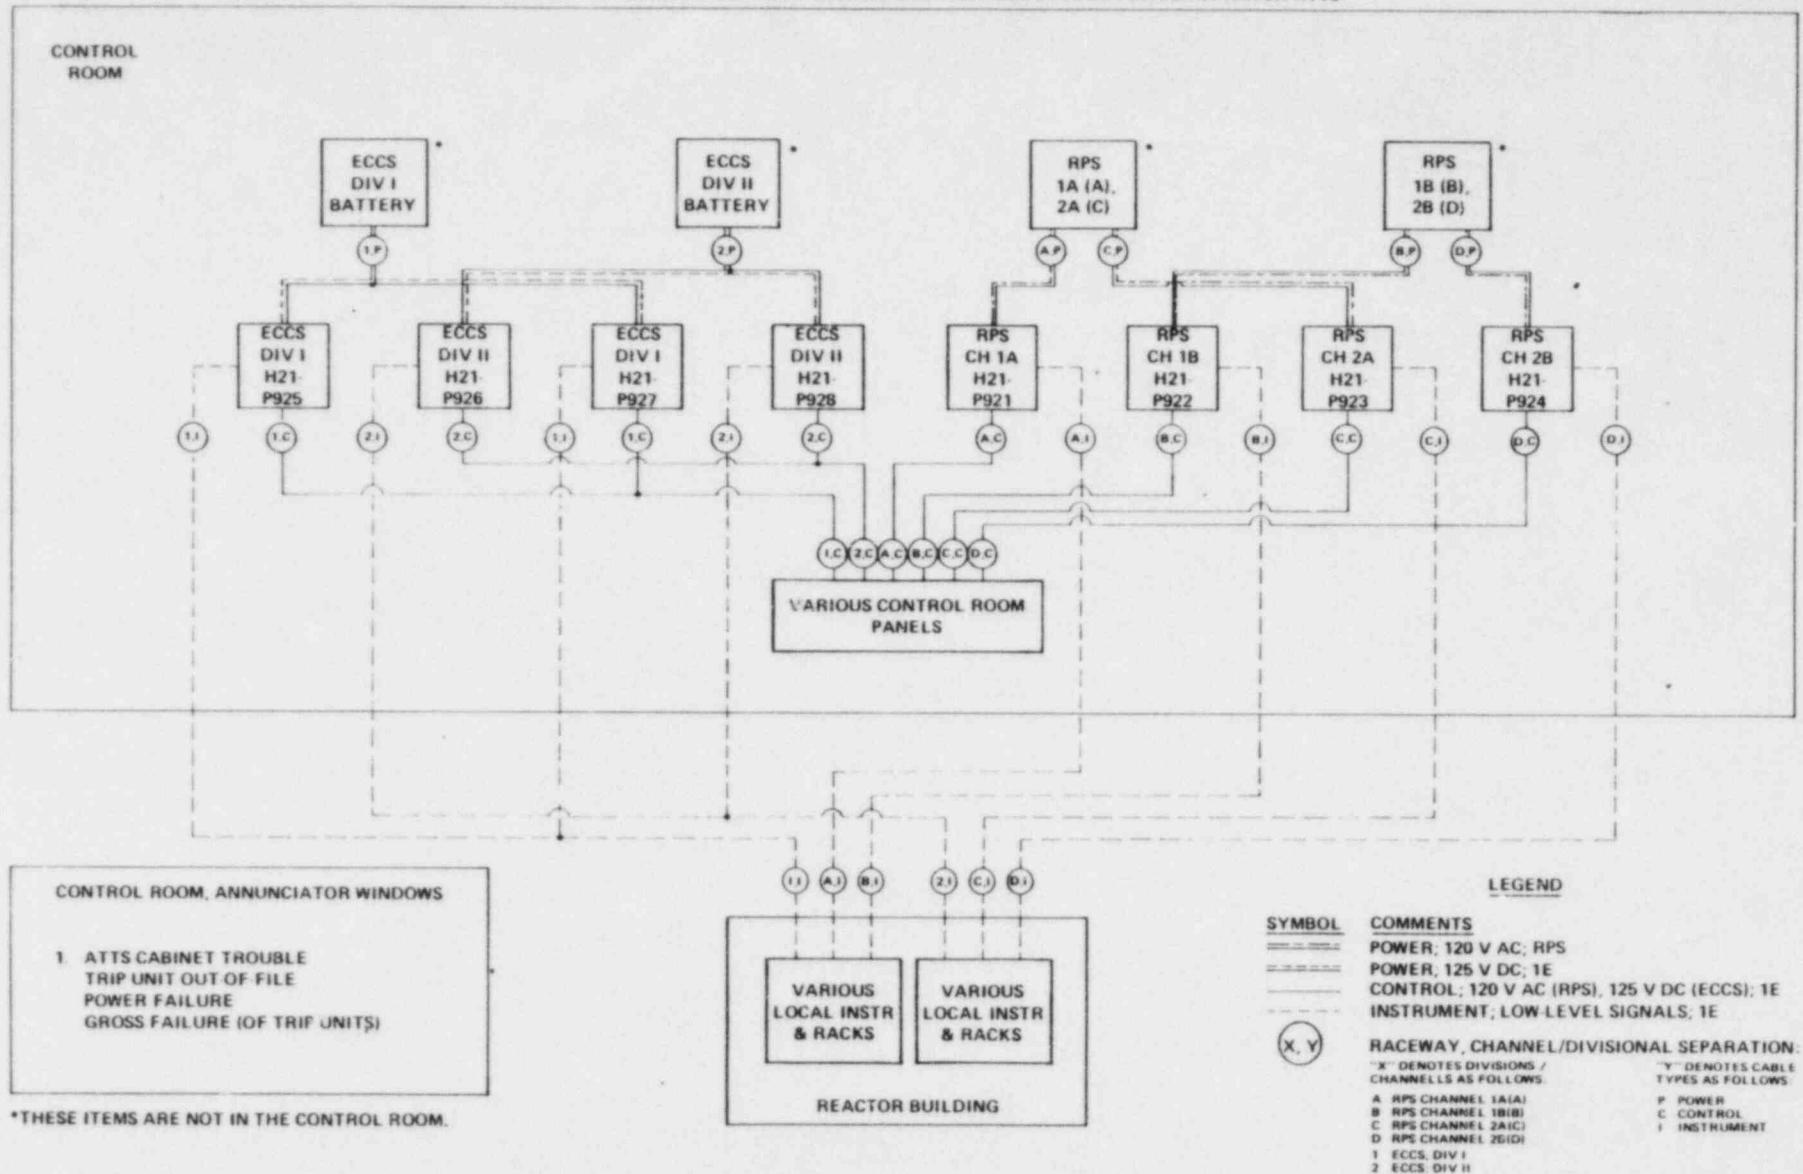 CONTROL
ROOM
ECCS
DIV I
BATTERY
*
ECCS
DIV II
BATTERY
*
RPS
1A (A),
2A (C)
*
RPS
1B (B),
2B (D)
*
1,P
2,P
A,P
C,P
B,P
D,P
ECCS
DIV I
H21-
P925
ECCS
DIV II
H21-
P926
ECCS
DIV I
H21-
P927
ECCS
DIV II
H21-
P928
RPS
CH 1A
H21-
P921
RPS
CH 1B
H21-
P922
RPS
CH 2A
H21-
P923
RPS
CH 2B
H21-
P924
1,I
1,C
2,I
2,C
1,I
1,C
2,I
2,C
A,C
A,I
B,C
B,I
C,C
C,I
D,C
D,I
1,C
2,C
A,C
B,C
C,C
D,C
VARIOUS CONTROL ROOM
PANELS
1,I
A,I
B,I
2,I
C,I
D,I
VARIOUS
LOCAL INSTR
& RACKS
VARIOUS
LOCAL INSTR
& RACKS
REACTOR BUILDING
CONTROL ROOM, ANNUNCIATOR WINDOWS
1. ATTS CABINET TROUBLE
TRIP UNIT OUT OF FILE
POWER FAILURE
GROSS FAILURE (OF TRIP UNITS)
*THESE ITEMS ARE NOT IN THE CONTROL ROOM.
LEGEND
SYMBOL COMMENTS
POWER; 120 V AC; RPS
POWER, 125 V DC; 1E
CONTROL; 120 V AC (RPS), 125 V DC (ECCS); 1E
INSTRUMENT; LOW-LEVEL SIGNALS; 1E
X, Y
RACEWAY, CHANNEL/DIVISIONAL SEPARATION:
"X" DENOTES DIVISIONS /
CHANNELLS AS FOLLOWS:
A RPS CHANNEL 1A(A)
B RPS CHANNEL 1B(B)
C RPS CHANNEL 2A(C)
D RPS CHANNEL 2B(D)
1 ECCS, DIV I
2 ECCS DIV II
"Y" DENOTES CABLE
TYPES AS FOLLOWS
P POWER
C CONTROL
I INSTRUMENT